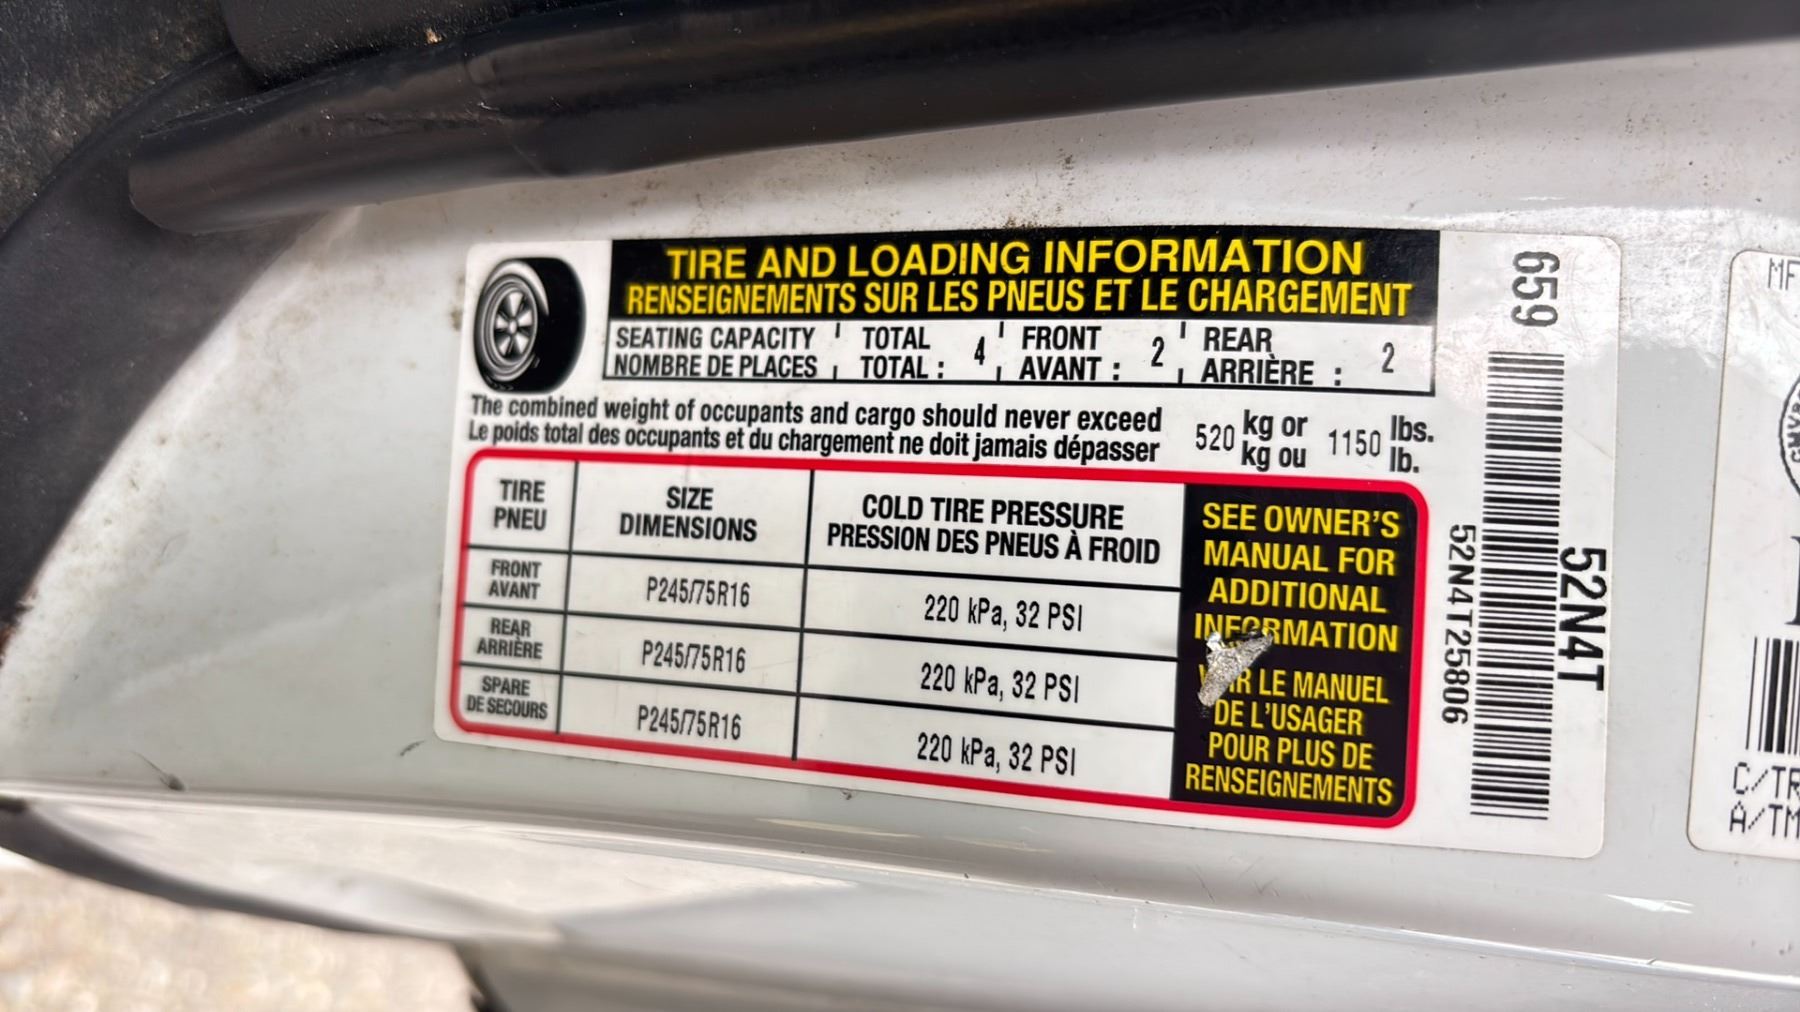 TIRE AND LOADING INFORMATION
RENSEIGNEMENTS SUR LES PNEUS ET LE CHARGEMENT
SEATING CAPACITY TOTAL FRONT REAR
NOMBRE DE PLACES TOTAL : 4 AVANT : 2 ARRIÈRE : 2
The combined weight of occupants and cargo should never exceed 520 kg or 1150 lbs.
Le poids total des occupants et du chargement ne doit jamais dépasser kg ou lb.
TIRE SIZE COLD TIRE PRESSURE
PNEU DIMENSIONS PRESSION DES PNEUS À FROID
FRONT
AVANT P245/75R16 220 kPa, 32 PSI
REAR
ARRIÈRE P245/75R16 220 kPa, 32 PSI
SPARE
DE SECOURS P245/75R16 220 kPa, 32 PSI
SEE OWNER'S
MANUAL FOR
ADDITIONAL
INFORMATION
LE MANUEL
DE L'USAGER
POUR PLUS DE
RENSEIGNEMENTS
659
52N4T25806
52N4T
MF
C/TR
A/TM